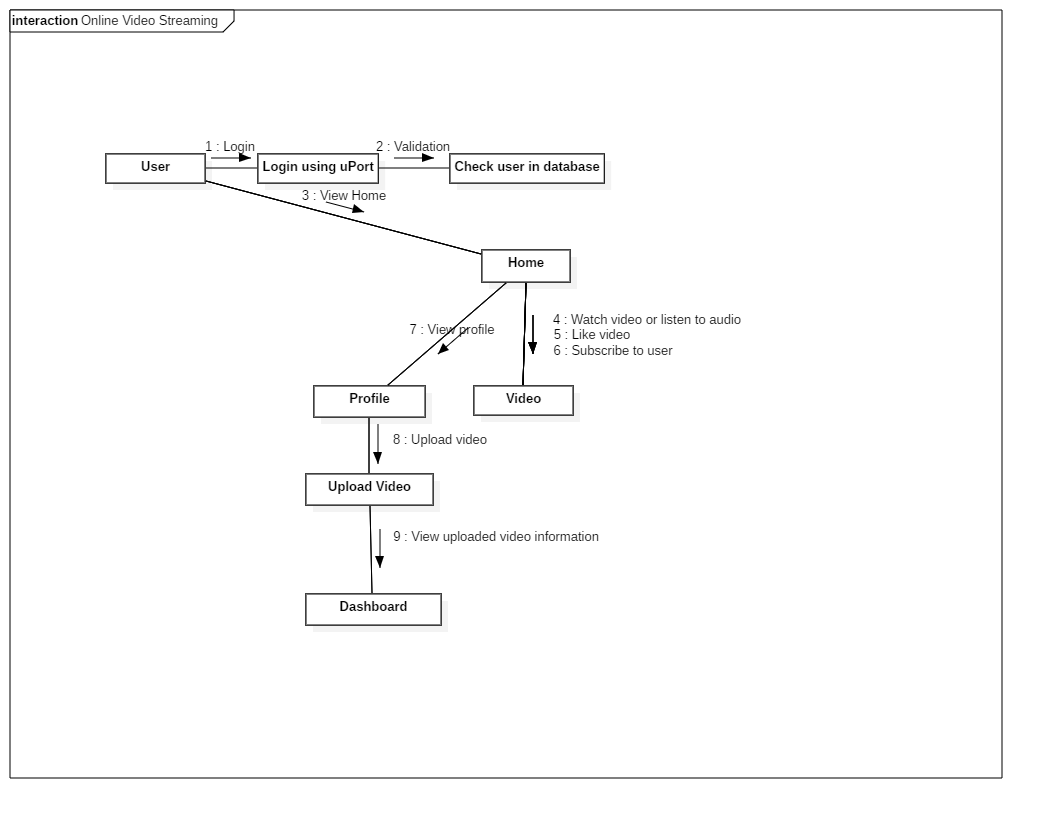 interaction Online Video Streaming
1 : Login
2 : Validation
User
Login using uPort
Check user in database
3 : View Home
Home
4 : Watch video or listen to audio
7 : View profile
5 : Like video
6 : Subscribe to user
Profile
Video
8 : Upload video
Upload Video
9 : View uploaded video information
Dashboard